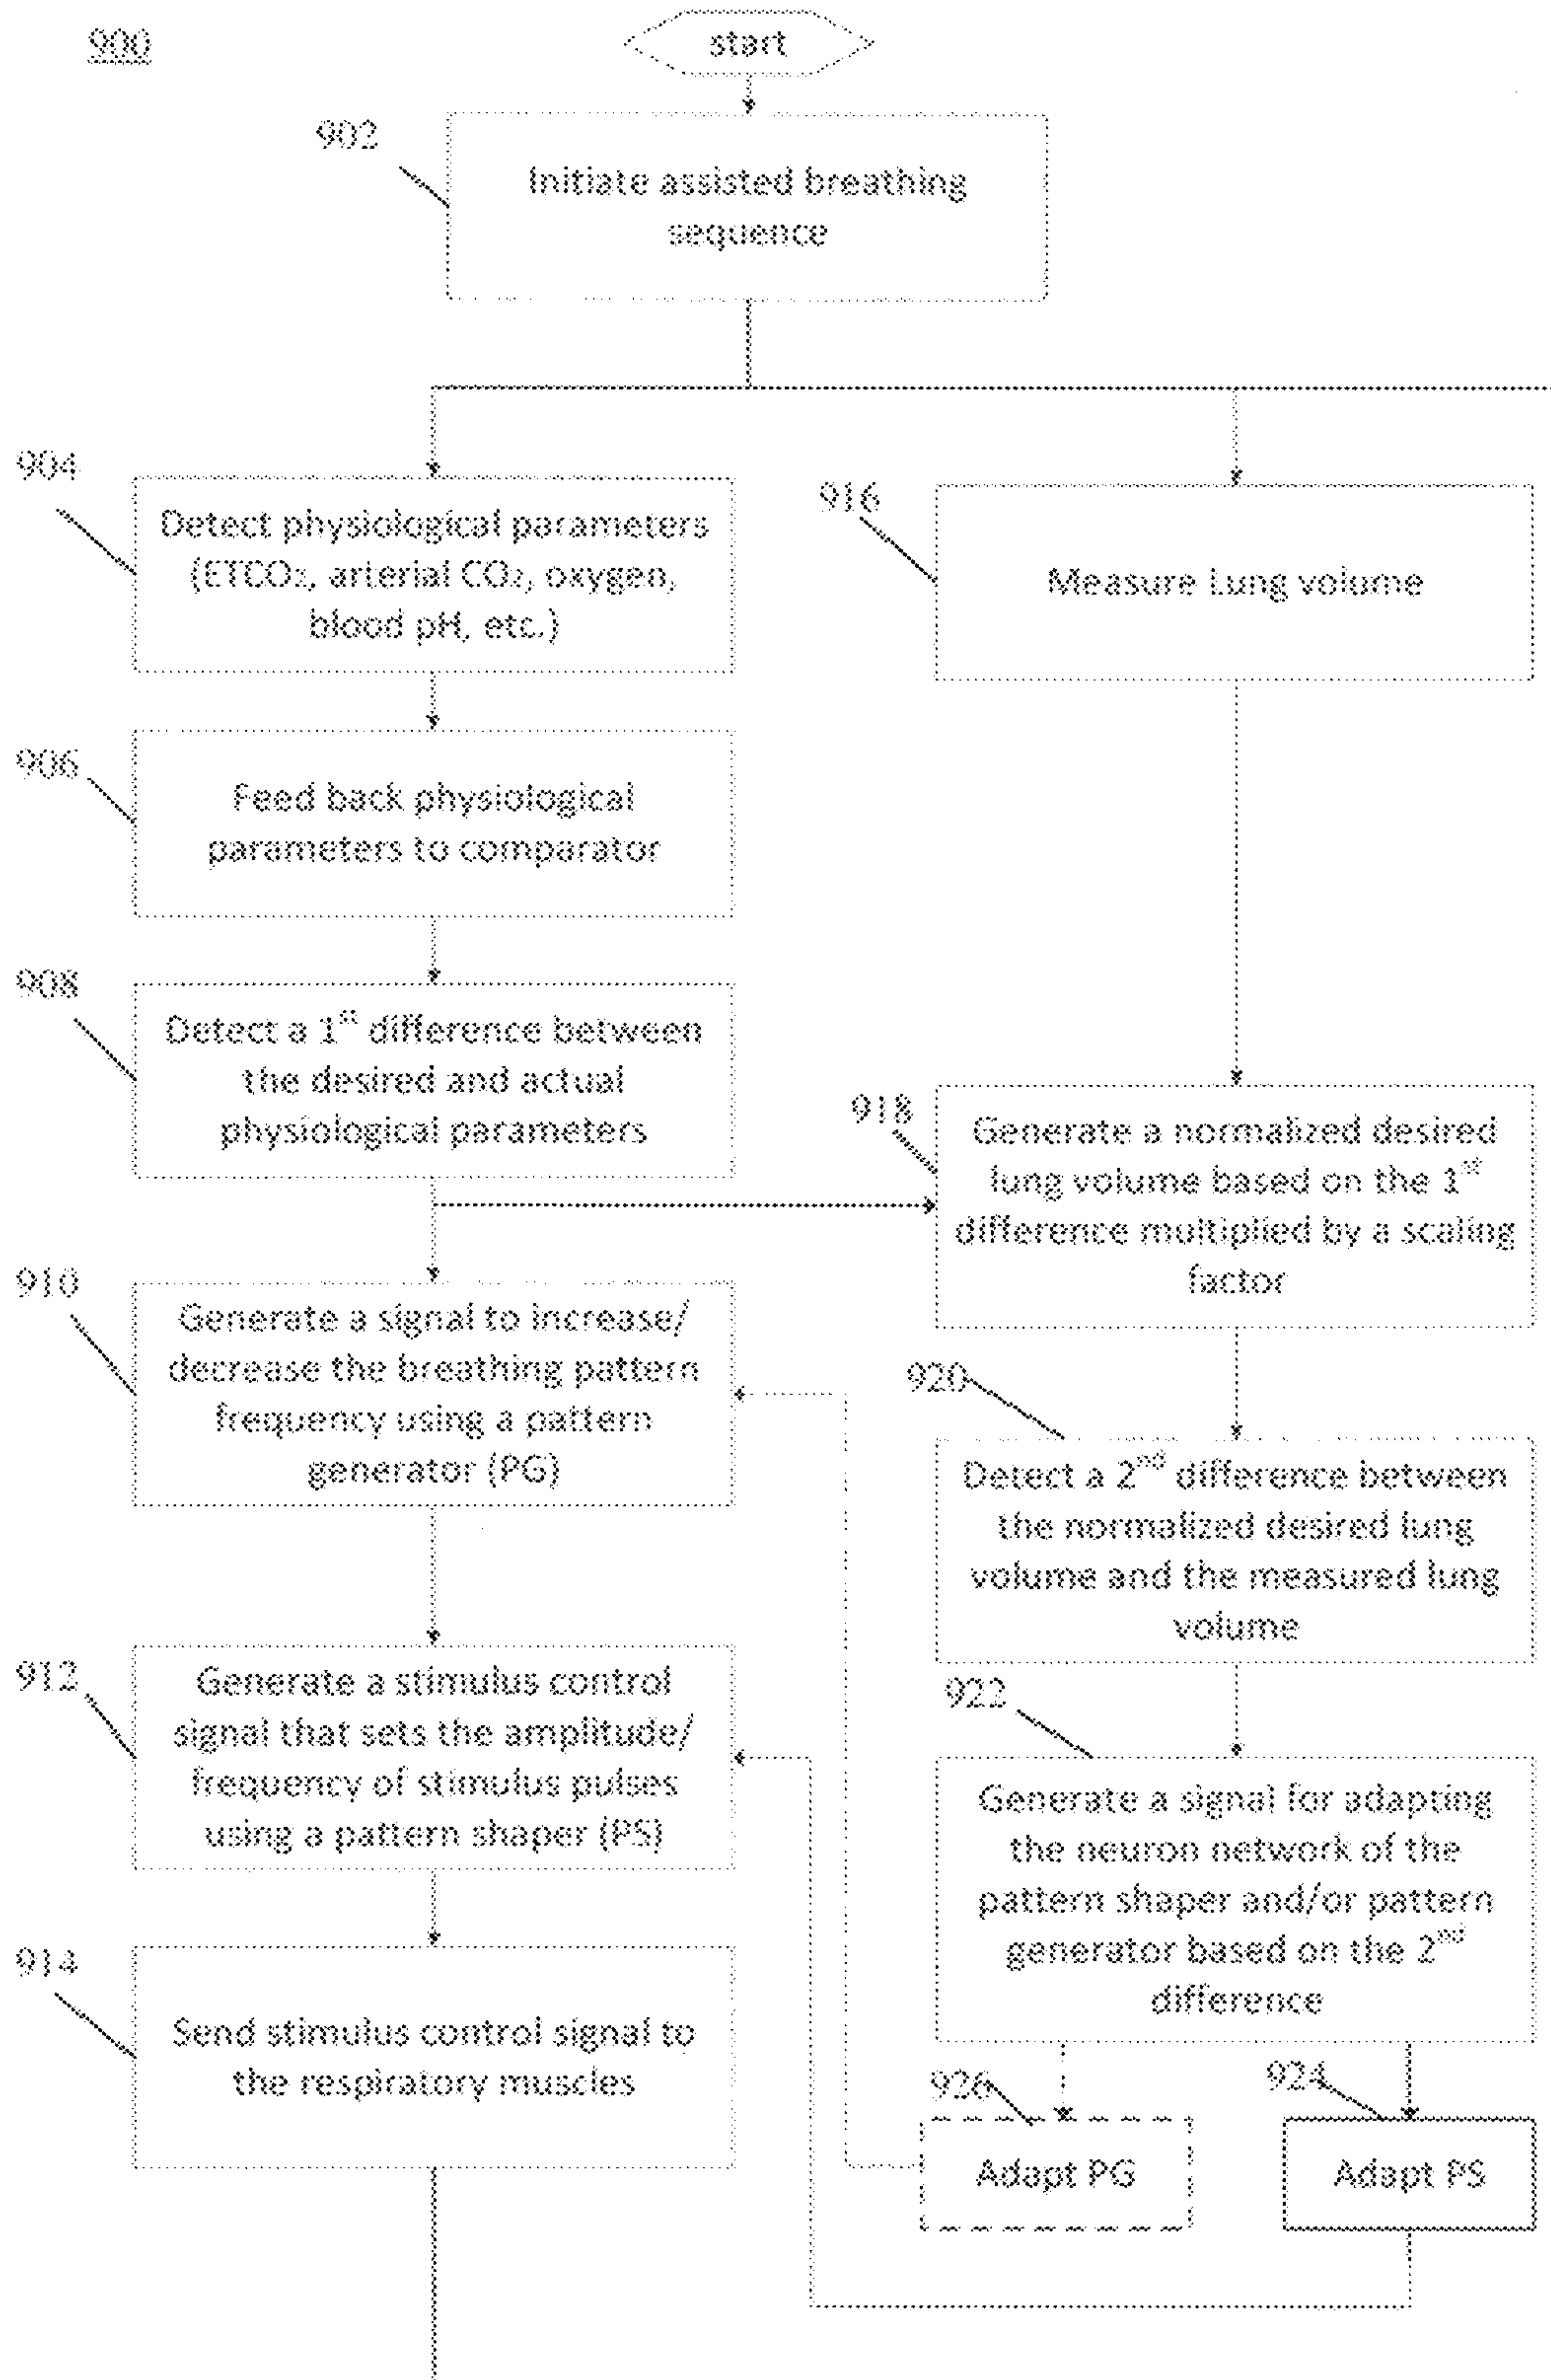 900
start
902
Initiate assisted breathing
sequence
904
Detect physiological parameters
(ETCO₂, arterial CO₂, oxygen,
blood pH, etc.)
906
Feed back physiological
parameters to comparator
908
Detect a 1st difference between
the desired and actual
physiological parameters
910
Generate a signal to increase/
decrease the breathing pattern
frequency using a pattern
generator (PG)
912
Generate a stimulus control
signal that sets the amplitude/
frequency of stimulus pulses
using a pattern shaper (PS)
914
Send stimulus control signal to
the respiratory muscles
916
Measure Lung volume
918
Generate a normalized desired
lung volume based on the 1st
difference multiplied by a scaling
factor
920
Detect a 2nd difference between
the normalized desired lung
volume and the measured lung
volume
922
Generate a signal for adapting
the neuron network of the
pattern shaper and/or pattern
generator based on the 2nd
difference
926
Adapt PG
924
Adapt PS